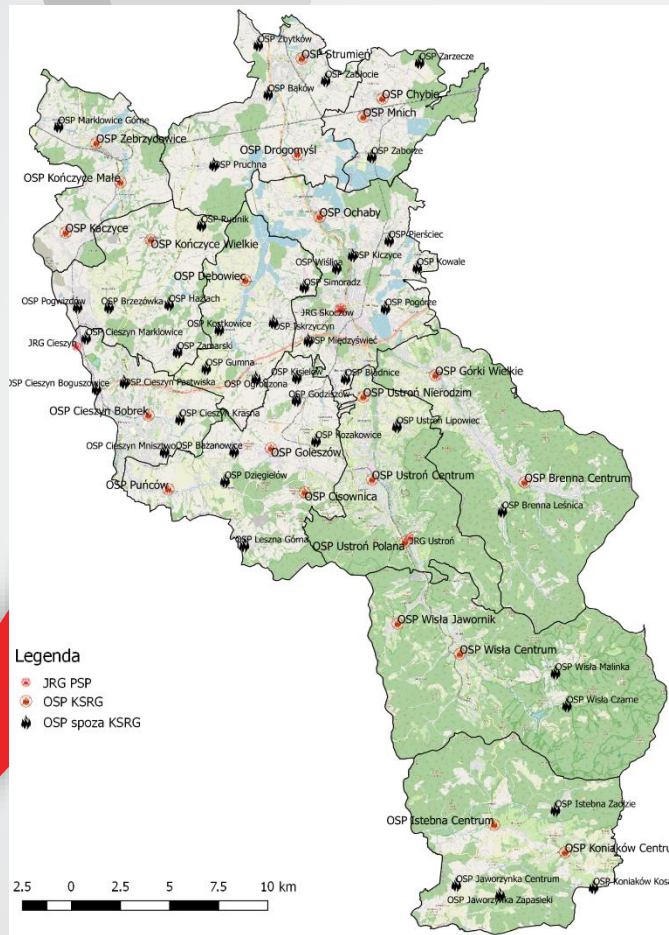 OSP Zbytków
OSP Strumień
OSP Zarzecze
OSP Zabłocie
OSP Bąków
OSP Chybie
OSP Mnich
OSP Marklowice Górne
OSP Zebrzydowice
OSP Drogomyśl
OSP Zaborze
OSP Pruchna
OSP Kończyce Małe
OSP Ochaby
OSP Rudnik
OSP Kaczyce
OSP Kończyce Wielkie
OSP Pierściec
OSP Kiczyce
OSP Wiślica
OSP Kowale
OSP Dębowiec
OSP Simoradz
OSP Pogwizdów
OSP Brzezówka
OSP Hażlach
JRG Skoczów
OSP Pogórze
OSP Kostkowice
OSP Iskrzyczyn
OSP Cieszyn Marklowice
JRG Cieszyn
OSP Międzyświeć
OSP Zamarski
OSP Gumna
OSP Kisielów
OSP Ogrodzona
OSP Bładnice
OSP Górki Wielkie
OSP Cieszyn Boguszowice
OSP Cieszyn Pastwiska
OSP Godziszów
OSP Ustroń Nierodzim
OSP Cieszyn Bobrek
OSP Cieszyn Krasna
OSP Ustroń Lipowiec
OSP Kozakowice
OSP Cieszyn Mnisztwo
OSP Bażanowice
OSP Goleszów
OSP Puńców
OSP Dzięgielów
OSP Ustroń Centrum
OSP Brenna Centrum
OSP Cisownica
OSP Brenna Leśnica
OSP Leszna Górna
OSP Ustroń Polana
JRG Ustroń
OSP Wisła Jawornik
OSP Wisła Centrum
Legenda
OSP Wisła Malinka
JRG PSP
OSP KSRG
OSP Wisła Czarne
OSP spoza KSRG
OSP Istebna Zaolzie
OSP Istebna Centrum
OSP Koniaków Centru
OSP Jaworzynka Centrum
OSP Koniaków Kosa
OSP Jaworzynka Zapasieki
2.5 0 2.5 5 7.5 10 km